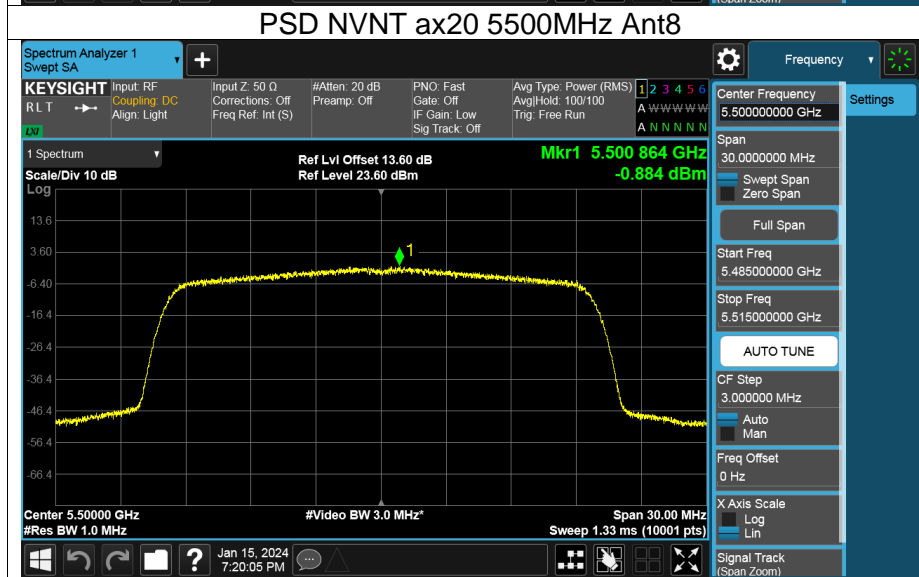 (Span Zoom)
PSD NVNT ax20 5500MHz Ant8
Spectrum Analyzer 1
Swept SA
+
Frequency
KEYSIGHT
RLT
LXI
Input: RF
Coupling: DC
Align: Light
Input Z: 50 Ω
Corrections: Off
Freq Ref: Int (S)
#Atten: 20 dB
Preamp: Off
PNO: Fast
Gate: Off
IF Gain: Low
Sig Track: Off
Avg Type: Power (RMS)
Avg|Hold: 100/100
Trig: Free Run
1 2 3 4 5 6
A W W W W W
A N N N N N
Center Frequency
5.500000000 GHz
Settings
1 Spectrum
Scale/Div 10 dB
Ref Lvl Offset 13.60 dB
Ref Level 23.60 dBm
Mkr1 5.500 864 GHz
-0.884 dBm
Span
30.0000000 MHz
Swept Span
Zero Span
Full Span
Start Freq
5.485000000 GHz
Stop Freq
5.515000000 GHz
AUTO TUNE
CF Step
3.000000 MHz
Auto
Man
Freq Offset
0 Hz
X Axis Scale
Log
Lin
Signal Track
(Span Zoom)
Log
13.6
3.60
-6.40
-16.4
-26.4
-36.4
-46.4
-56.4
-66.4
1
Center 5.50000 GHz
#Res BW 1.0 MHz
#Video BW 3.0 MHz*
Span 30.00 MHz
Sweep 1.33 ms (10001 pts)
?
Jan 15, 2024
7:20:05 PM